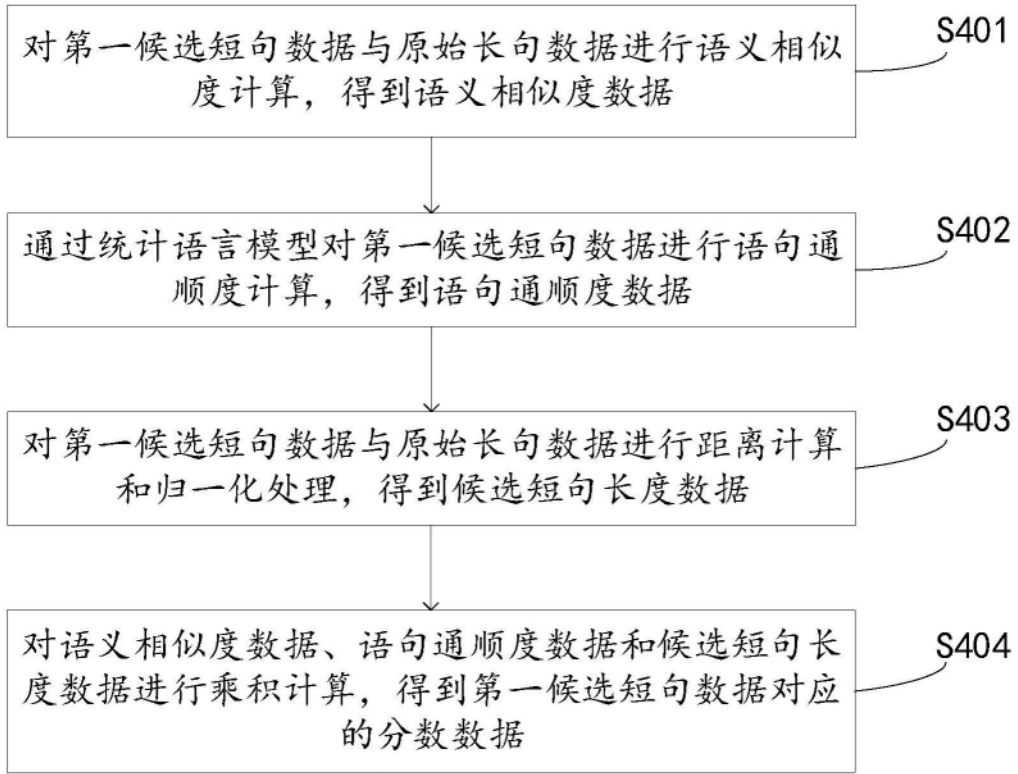 对第一候选短句数据与原始长句数据进行语义相似
度计算，得到语义相似度数据
S401
通过统计语言模型对第一候选短句数据进行语句通
顺度计算，得到语句通顺度数据
S402
对第一候选短句数据与原始长句数据进行距离计算
和归一化处理，得到候选短句长度数据
S403
对语义相似度数据、语句通顺度数据和候选短句长
度数据进行乘积计算，得到第一候选短句数据对应
的分数数据
S404